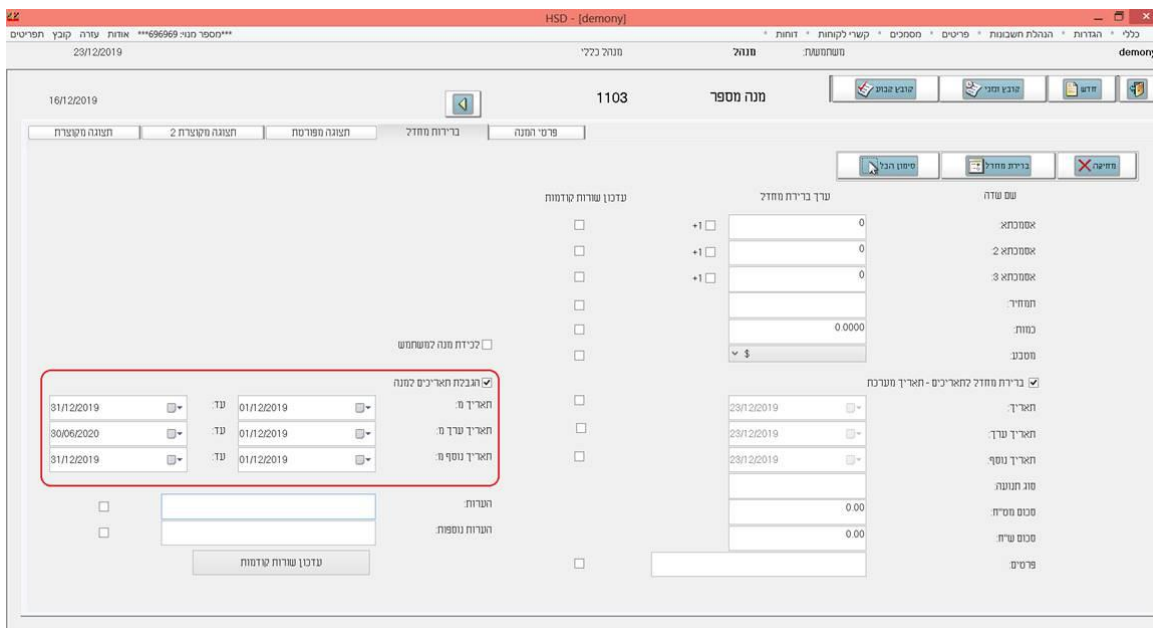 HSD - [demony]
כללי * הגדרות * הנהלת חשבונות * פריטים * מסמכים * קשרי לקוחות * דוחות * ***מספר מנוי: 696969*** אודות עזרה קובץ תפריטים
demony משתמש/ת: מנהל מנהל כללי 23/12/2019
חדש קובץ זמני קובץ קבוע מנה מספר 1103 16/12/2019
פרטי המנה ברירות מחדל תצוגה מפורטת תצוגה מקוצרת 2 תצוגה מקוצרת
מחיקה ברירת מחדל סימון הכל
שם שדה ערך ברירת מחדל עדכון שורות קודמות
אסמכתא: 0 +1
אסמכתא 2: 0 +1
אסמכתא 3: 0 +1
תמחיר:
כמות: 0.0000
לכידת מנה למשתמש
מטבע: $
ברירת מחדל לתאריכים - תאריך מערכת הגבלת תאריכים למנה
תאריך: 23/12/2019 תאריך מ: 01/12/2019 עד: 31/12/2019
תאריך ערך: 23/12/2019 תאריך ערך מ: 01/12/2019 עד: 30/06/2020
תאריך נוסף: 23/12/2019 תאריך נוסף מ: 01/12/2019 עד: 31/12/2019
סוג תנועה:
הערות:
סכום מט"ח: 0.00
הערות נוספות:
סכום ש"ח: 0.00
פרטים: עדכון שורות קודמות